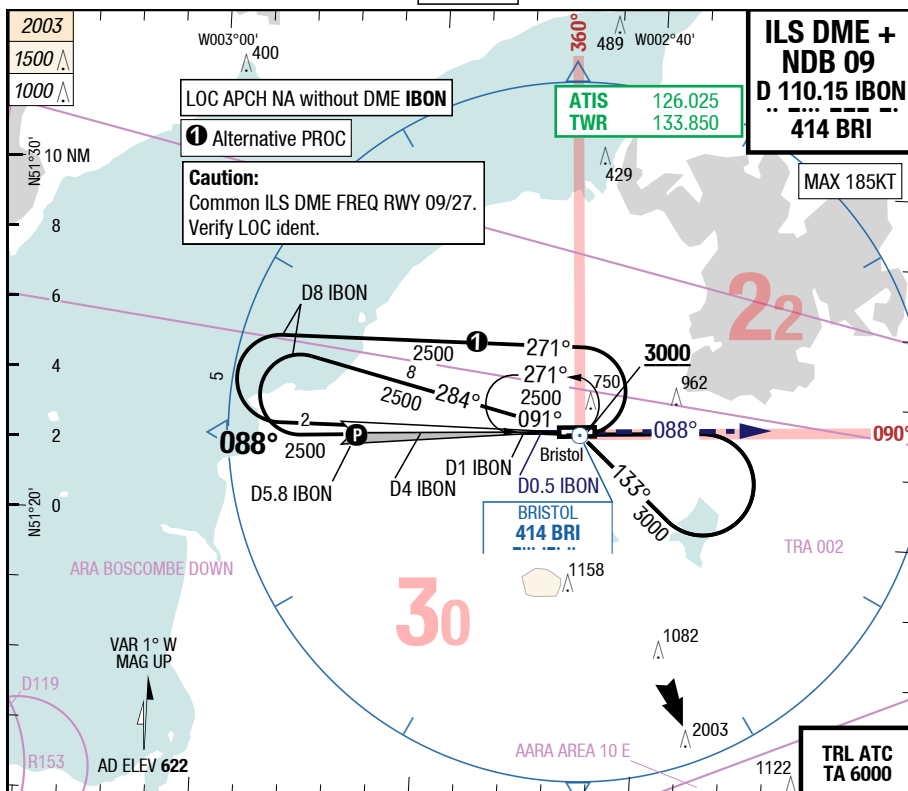 2003
1500
1000
W003°00'
400
489
W002°40'
360°
ILS DME +
NDB 09
D 110.15 IBON
414 BRI
LOC APCH NA without DME IBON
1 Alternative PROC
Caution:
Common ILS DME FREQ RWY 09/27.
Verify LOC ident.
ATIS 126.025
TWR 133.850
N51°30'
10 NM
429
MAX 185KT
8
6
4
2
0
N51°20'
22
D8 IBON
2500
1
271°
3000
5
8
2500
284°
271°
2500
091°
750
962
2
088°
2500
P
088°
090°
D5.8 IBON
D4 IBON
D1 IBON
D0.5 IBON
Bristol
133°
3000
BRISTOL
414 BRI
TRA 002
ARA BOSCOMBE DOWN
1158
30
1082
VAR 1° W
MAG UP
D119
R153
AD ELEV 622
2003
AARA AREA 10 E
1122
TRL ATC
TA 6000